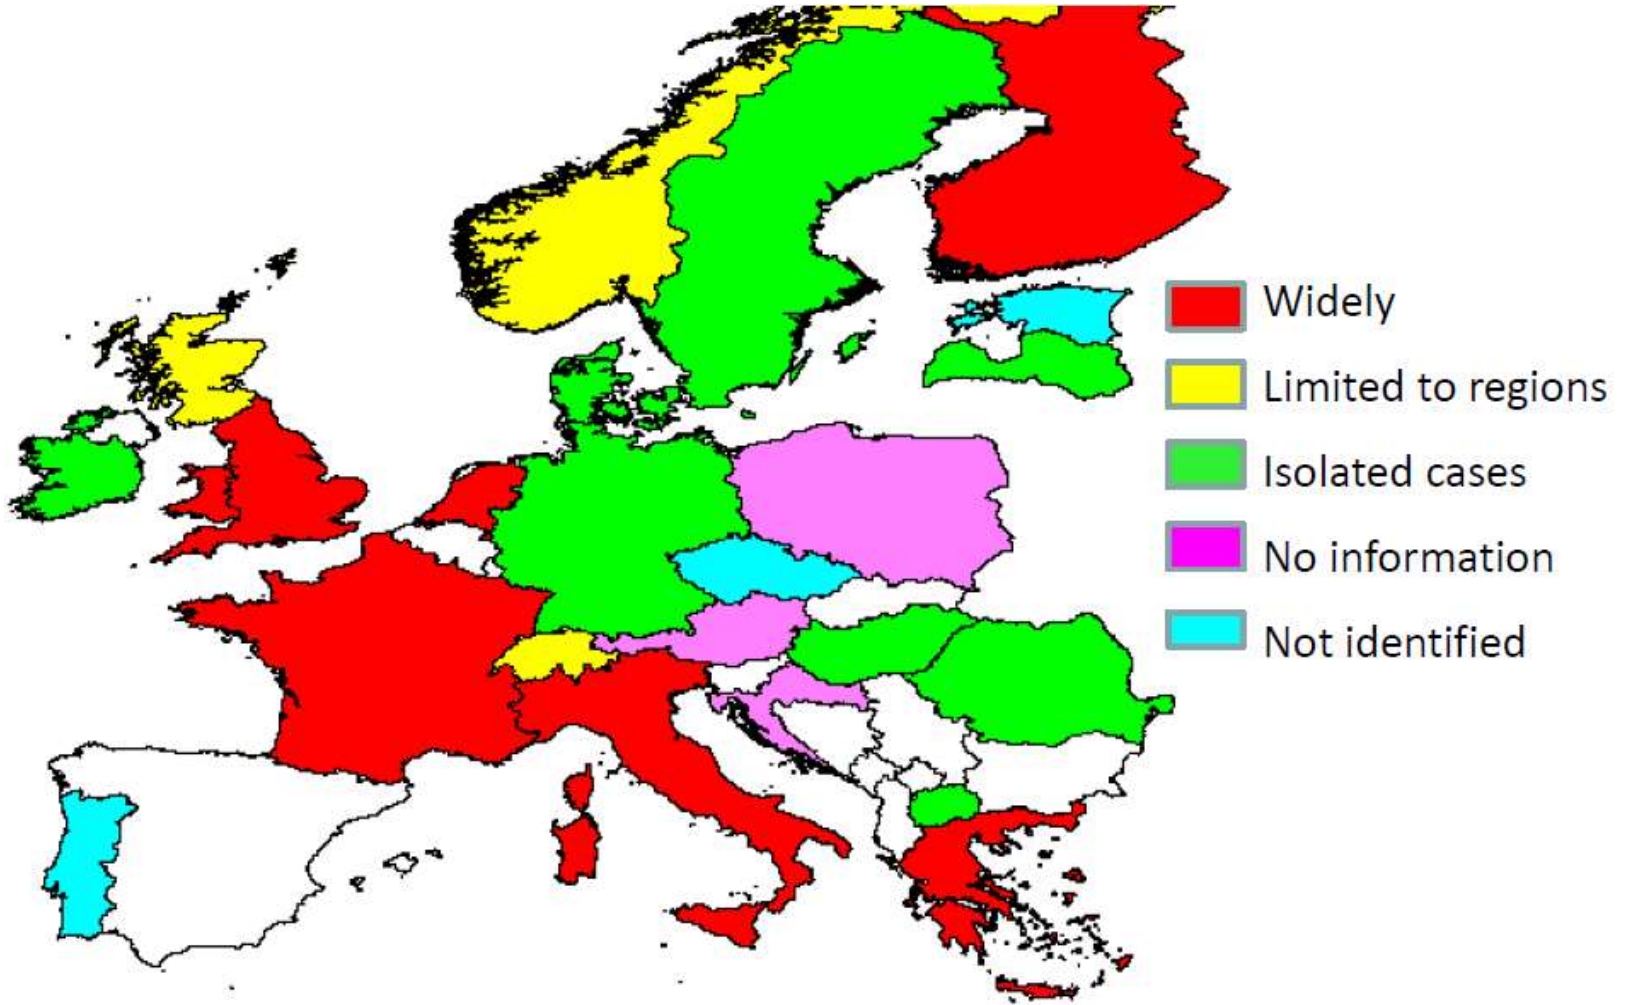 Widely
Limited to regions
Isolated cases
No information
Not identified